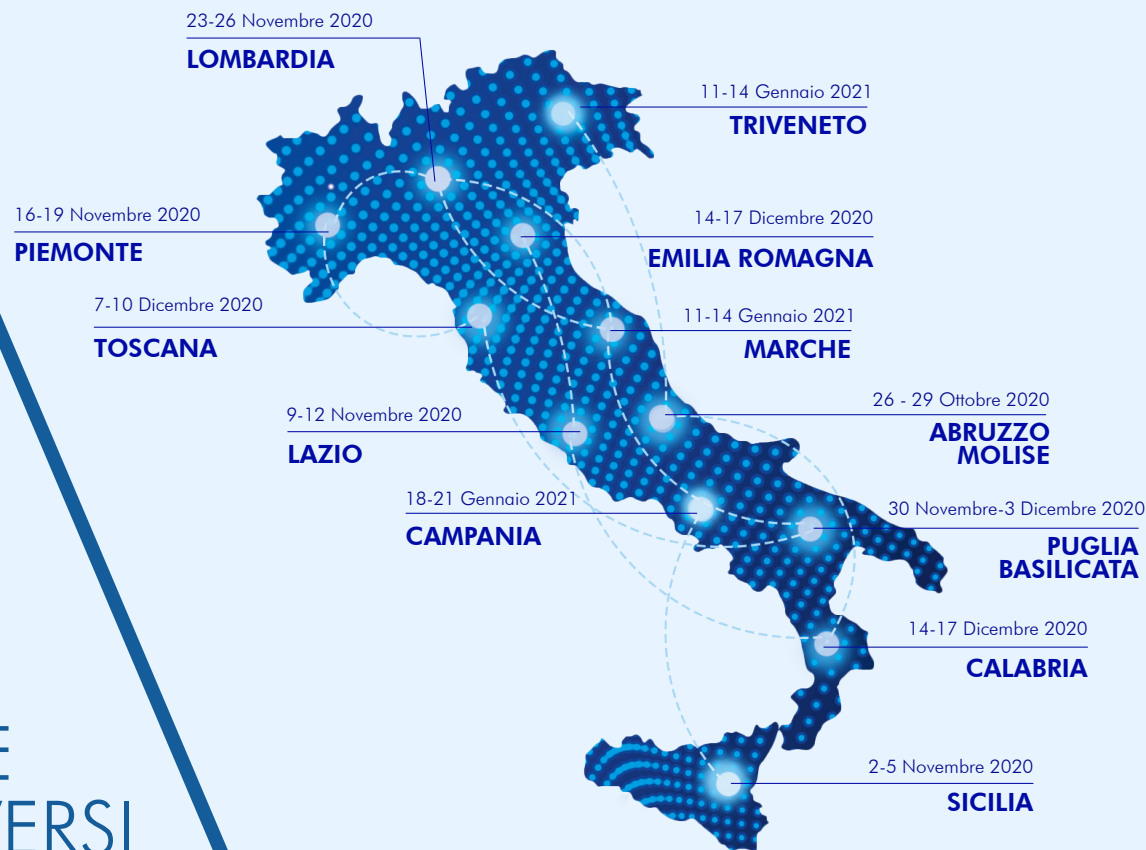 23-26 Novembre 2020
LOMBARDIA
11-14 Gennaio 2021
TRIVENETO
16-19 Novembre 2020
PIEMONTE
14-17 Dicembre 2020
EMILIA ROMAGNA
7-10 Dicembre 2020
TOSCANA
11-14 Gennaio 2021
MARCHE
9-12 Novembre 2020
LAZIO
26 - 29 Ottobre 2020
ABRUZZO
MOLISE
18-21 Gennaio 2021
CAMPANIA
30 Novembre-3 Dicembre 2020
PUGLIA
BASILICATA
14-17 Dicembre 2020
CALABRIA
2-5 Novembre 2020
SICILIA
E
VERSI